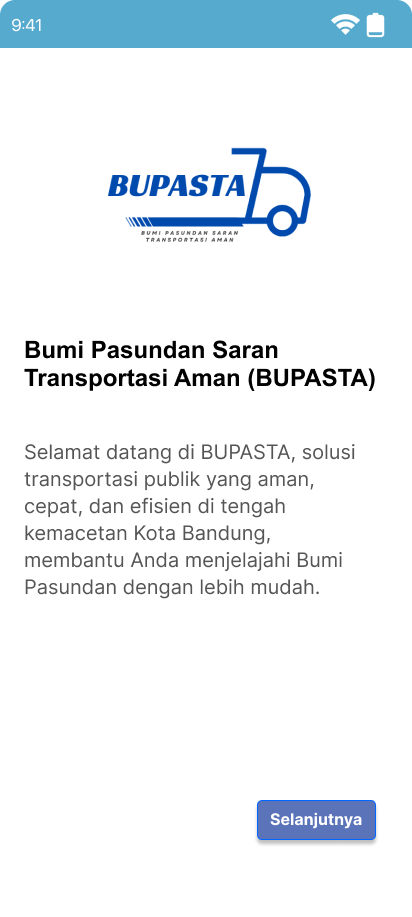 9:41
BUPASTA
BUMI PASUNDAN SARAN
TRANSPORTASI AMAN
Bumi Pasundan Saran
Transportasi Aman (BUPASTA)
Selamat datang di BUPASTA, solusi
transportasi publik yang aman,
cepat, dan efisien di tengah
kemacetan Kota Bandung,
membantu Anda menjelajahi Bumi
Pasundan dengan lebih mudah.
Selanjutnya